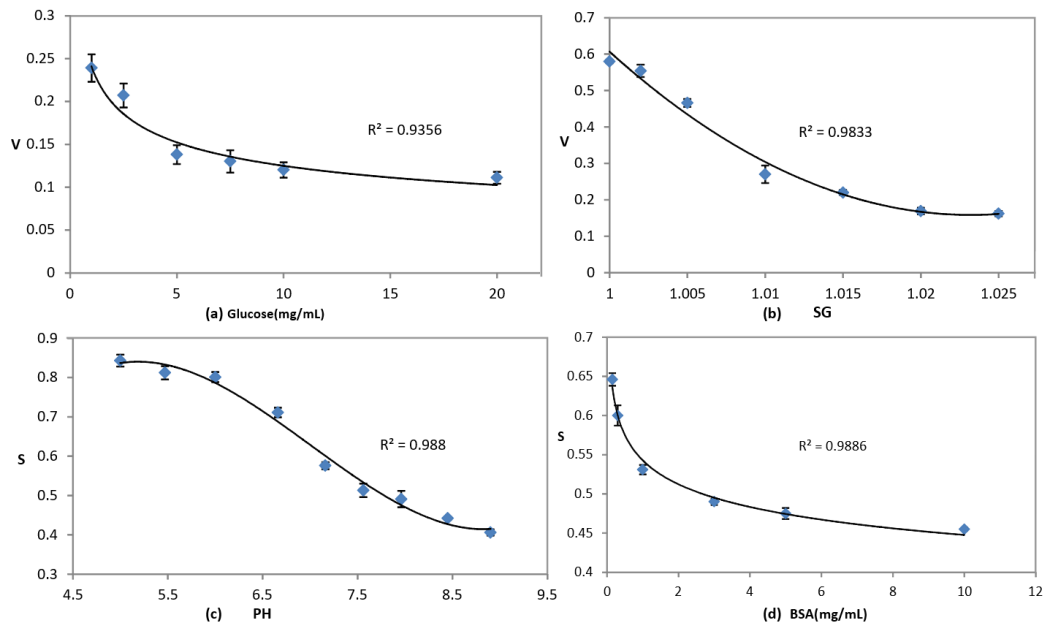 0.3
0.25
0.2
V 0.15
0.1
0.05
0
R² = 0.9356
0 5 10 15 20
(a) Glucose(mg/mL)
0.7
0.6
0.5
0.4
V
0.3
0.2
0.1
0
R² = 0.9833
1 1.005 1.01 1.015 1.02 1.025
(b) SG
0.9
0.8
0.7
S 0.6
0.5
0.4
0.3
R² = 0.988
4.5 5.5 6.5 7.5 8.5 9.5
(c) PH
0.7
0.65
0.6
S
0.55
0.5
0.45
0.4
R² = 0.9886
0 2 4 6 8 10 12
(d) BSA(mg/mL)